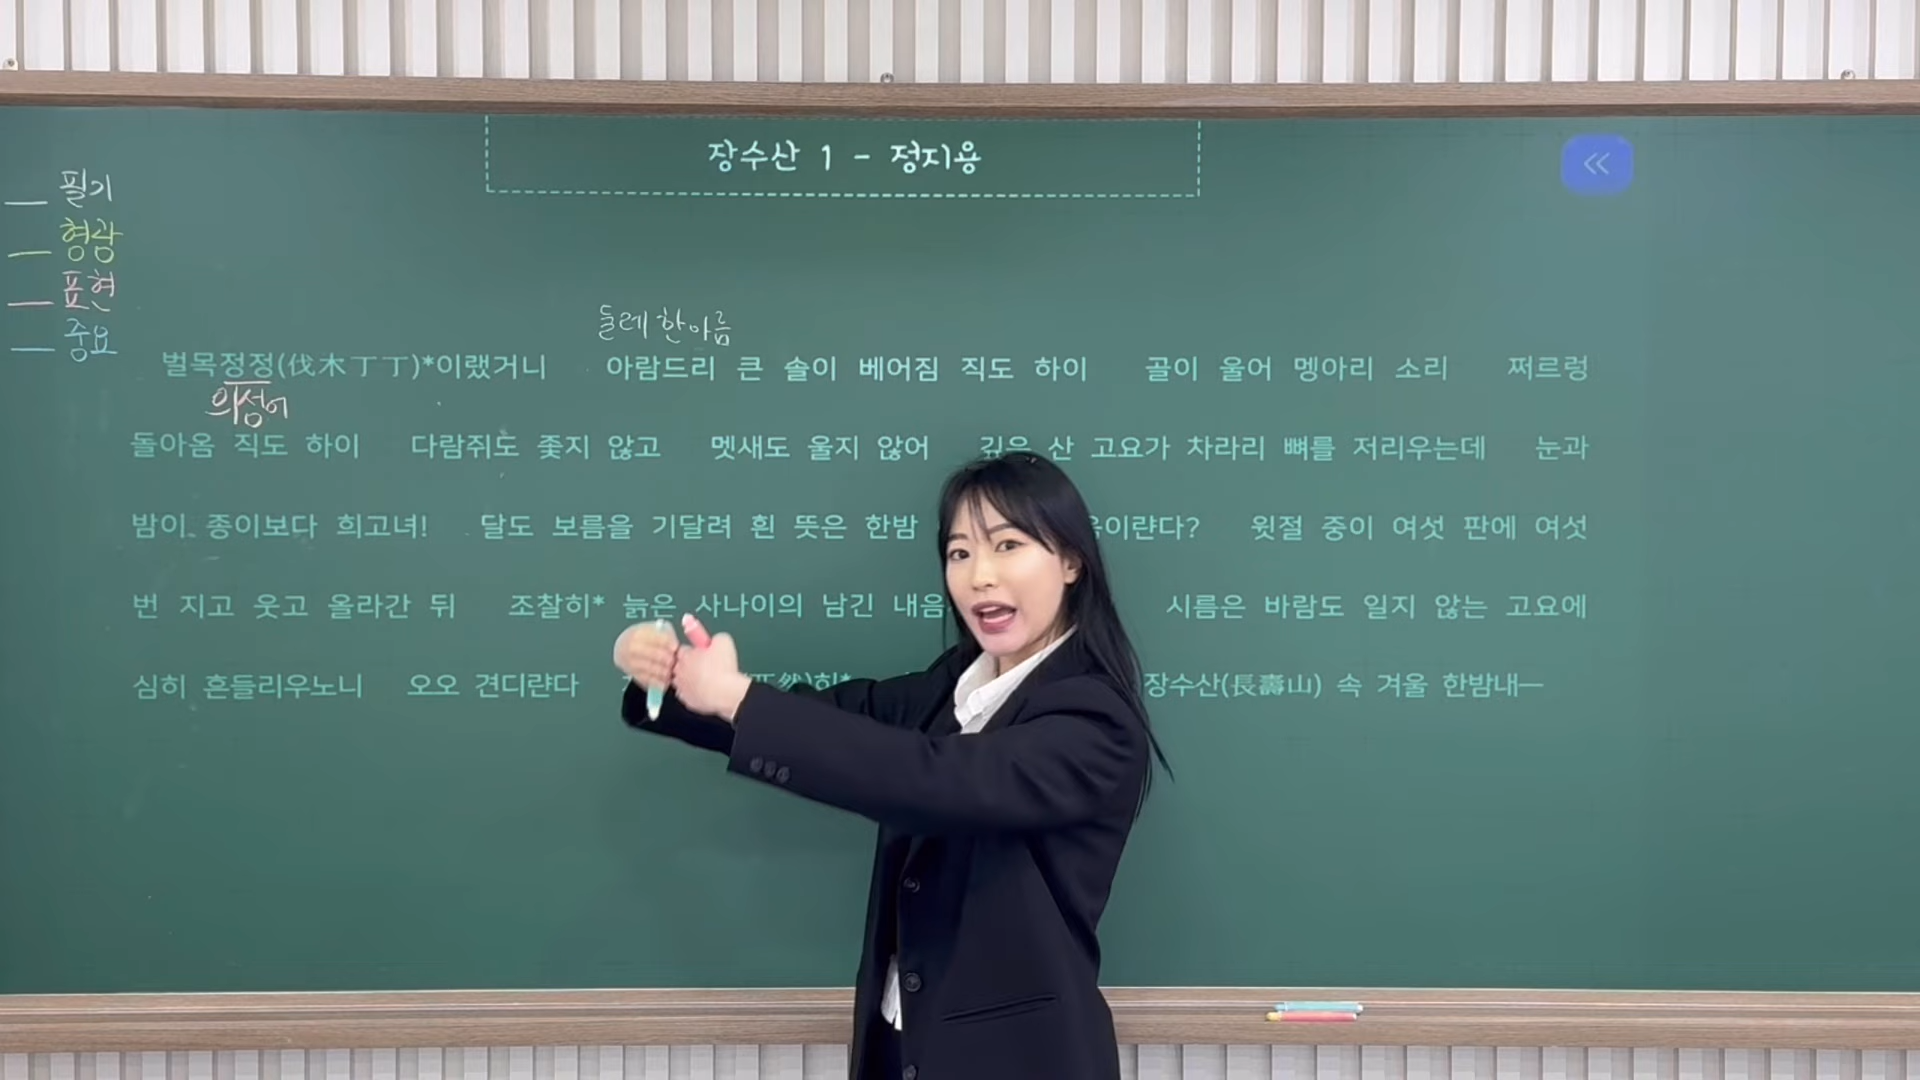 장수산 1 - 정지용
필기
형광
표현
중요
둘레 한아름
벌목정정(伐木丁丁)*이랬거니 아람드리 큰 솔이 베어짐 직도 하이 골이 울어 멩아리 소리 쩌르렁
의성어
돌아옴 직도 하이 다람쥐도 좇지 않고 멧새도 울지 않어 깊은 산 고요가 차라리 뼈를 저리우는데 눈과
밤이 종이보다 희고녀! 달도 보름을 기달려 흰 뜻은 한밤 이랸다? 윗절 중이 여섯 판에 여섯
번 지고 웃고 올라간 뒤 조찰히* 늙은 사나이의 남긴 내음 시름은 바람도 일지 않는 고요에
심히 흔들리우노니 오오 견디랸다 然)히* 장수산(長壽山) 속 겨울 한밤내—